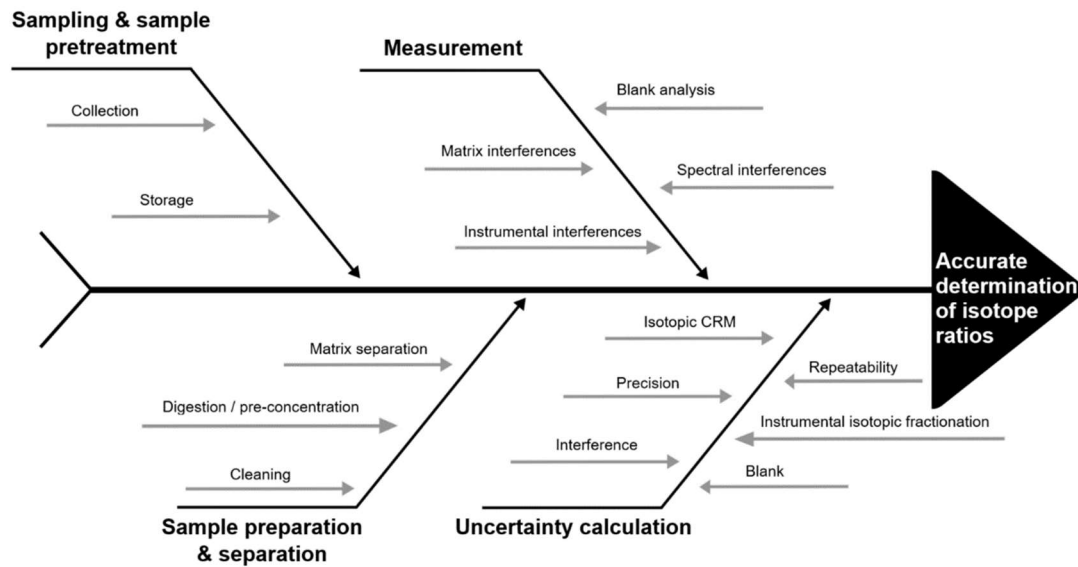 Sampling & sample
pretreatment
Measurement
Collection
Storage
Blank analysis
Matrix interferences
Spectral interferences
Instrumental interferences
Accurate
determination
of isotope
ratios
Matrix separation
Digestion / pre-concentration
Cleaning
Sample preparation
& separation
Isotopic CRM
Repeatability
Precision
Instrumental isotopic fractionation
Interference
Blank
Uncertainty calculation